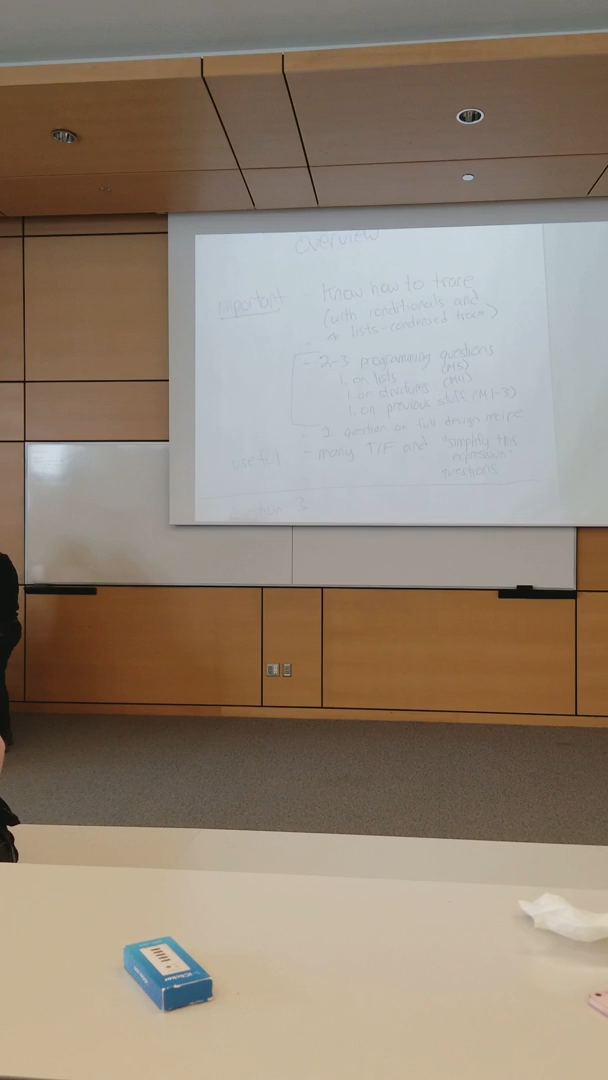 overview
important - Know how to trace
(with conditionals and
lists-condensed trace)
- 2-3 programming questions
1. on lists (M5)
1. on structures (M4)
1. on previous stuff (M1-3)
- 1 question on full design recipe
useful - many T/F and "simplify this
expression"
questions
iClicker